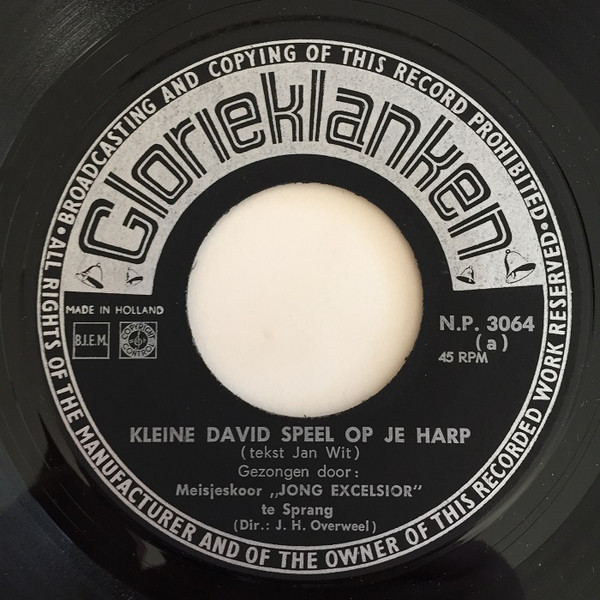 BROADCASTING AND COPYING OF THIS RECORD PROHIBITED•
ALL RIGHTS OF THE MANUFACTURER AND OF THE OWNER OF THIS RECORDED WORK RESERVED•
Glorieklanken
MADE IN HOLLAND
B.I.E.M.
COPYRIGHT CONTROL
N.P. 3064
(a)
45 RPM
KLEINE DAVID SPEEL OP JE HARP
(tekst Jan Wit)
Gezongen door:
Meisjeskoor „JONG EXCELSIOR”
te Sprang
(Dir.: J. H. Overweel)